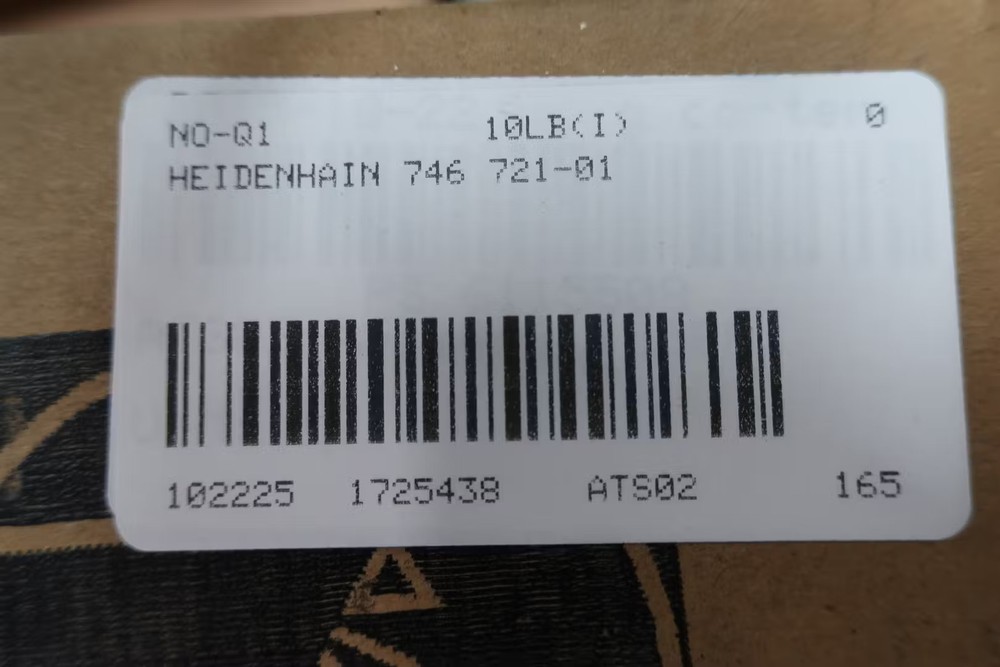 NO-Q1 10LB(I) 0
HEIDENHAIN 746 721-01
102225 1725438 ATS02 165